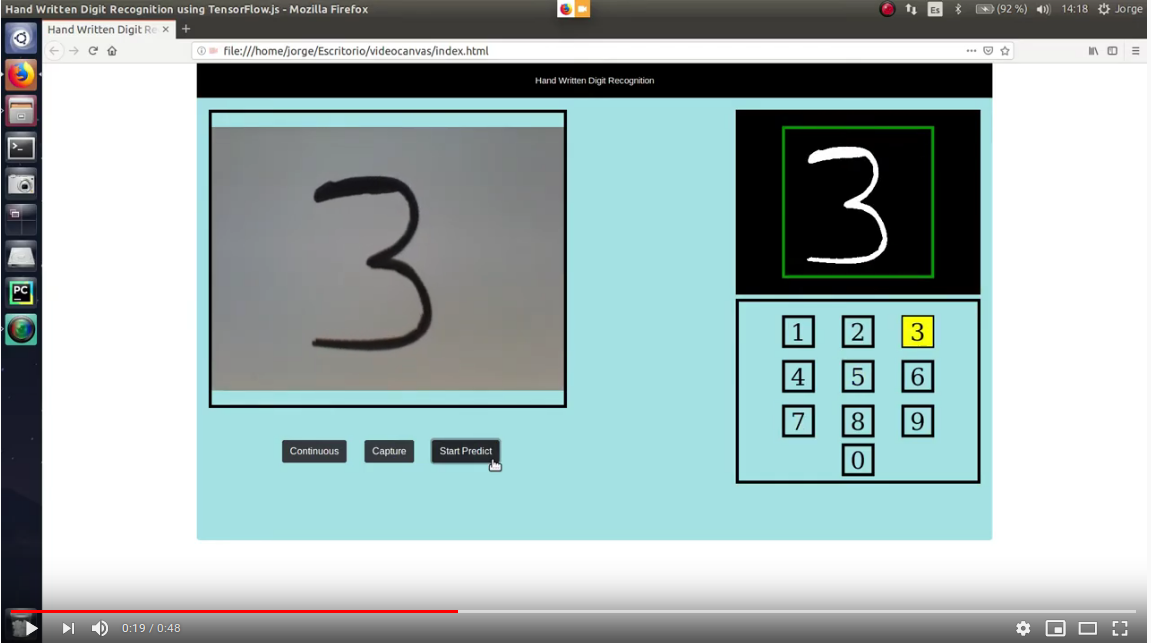 Hand Written Digit Recognition using TensorFlow.js - Mozilla Firefox
Es
(92 %)
14:18
Jorge
Hand Written Digit Re
file:///home/jorge/Escritorio/videocanvas/index.html
Hand Written Digit Recognition
3
3
1 2 3
4 5 6
7 8 9
0
Continuous
Capture
Start Predict
PC
0:19 / 0:48